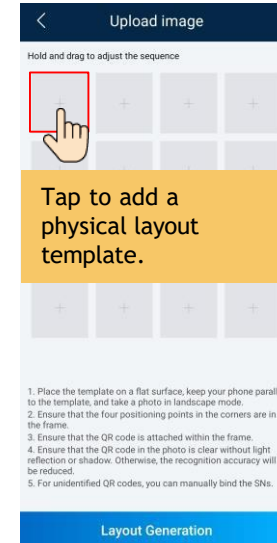 Upload image
Hold and drag to adjust the sequence
Tap to add a
physical layout
template.
1. Place the template on a flat surface, keep your phone parall
to the template, and take a photo in landscape mode.
2. Ensure that the four positioning points in the corners are in
the frame.
3. Ensure that the QR code is attached within the frame.
4. Ensure that the QR code in the photo is clear without light
reflection or shadow. Otherwise, the recognition accuracy will
be reduced.
5. For unidentified QR codes, you can manually bind the SNs.
Layout Generation